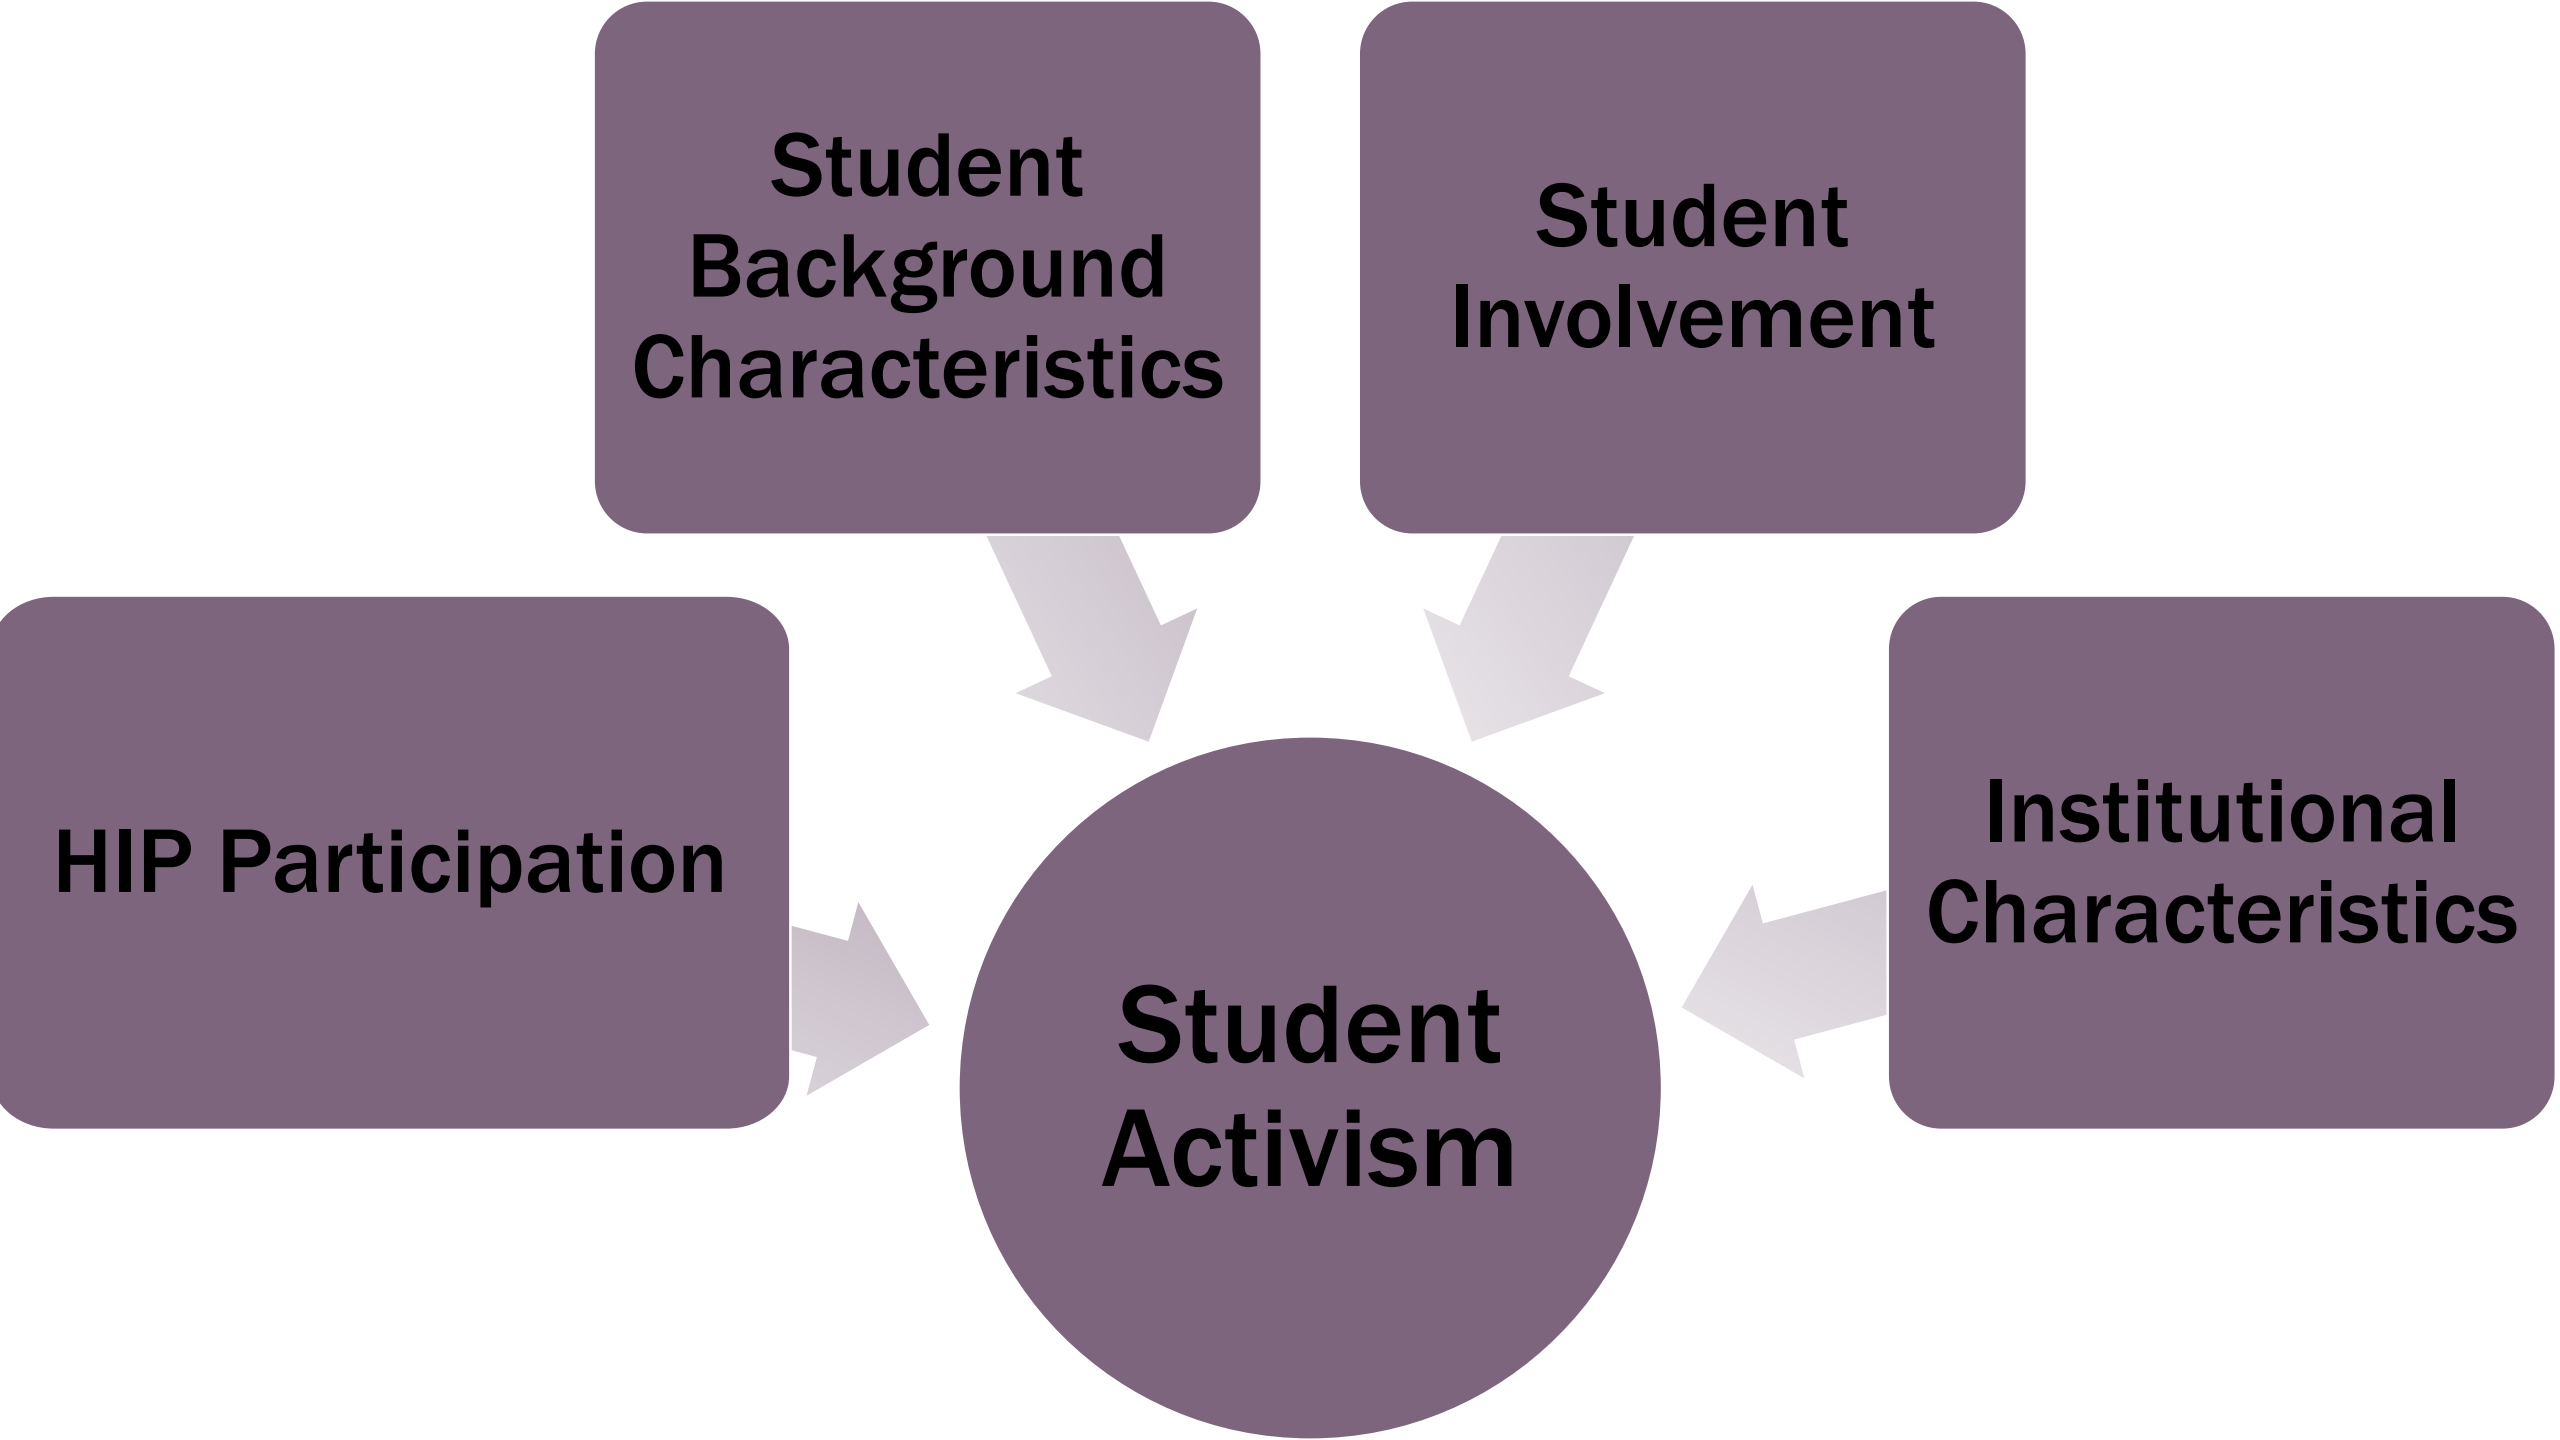 Student
Background
Characteristics
Student
Involvement
HIP Participation
Institutional
Characteristics
Student
Activism